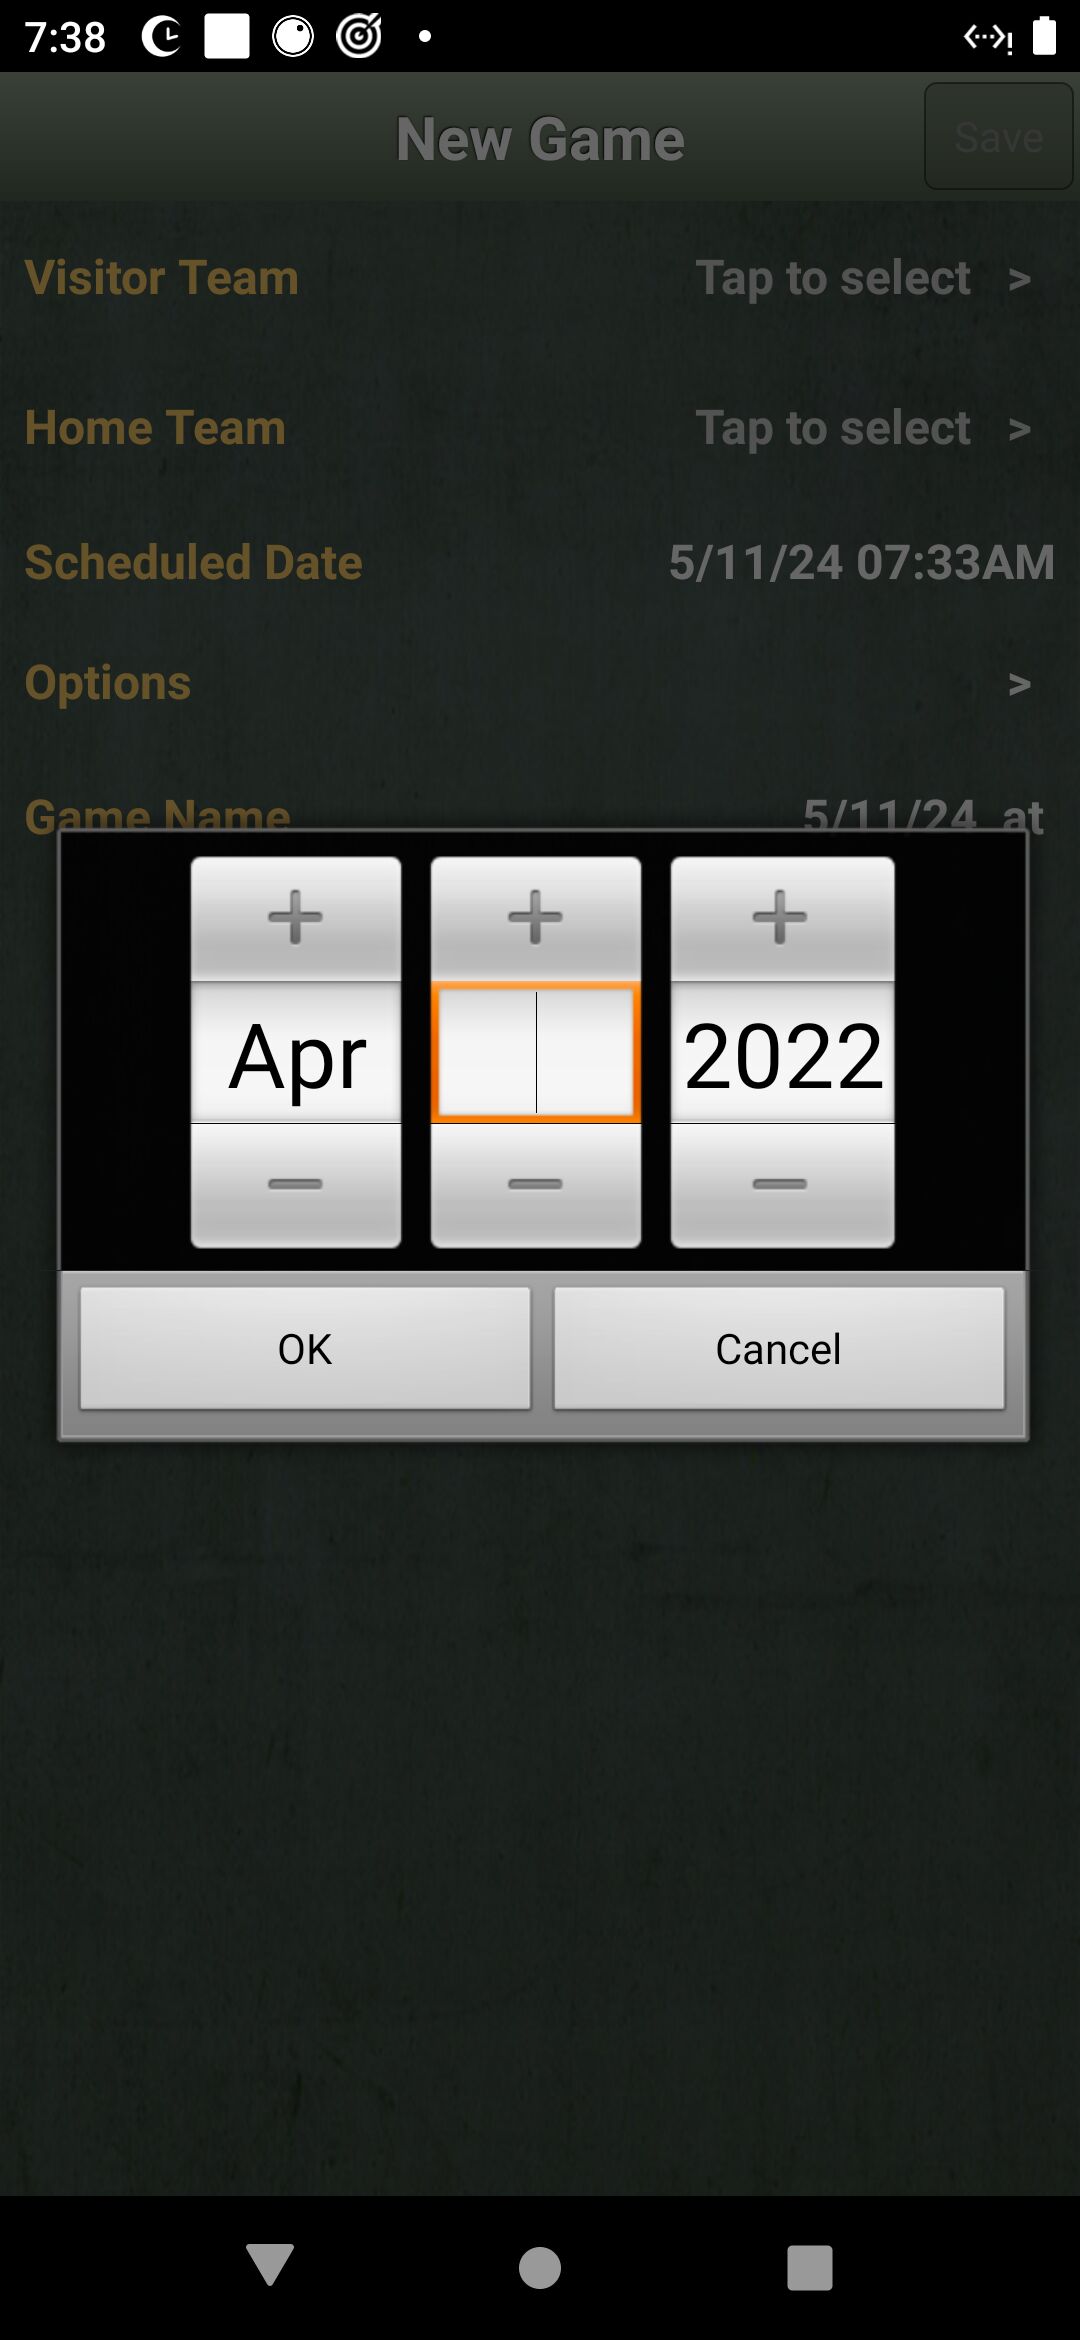 7:38
New Game
Save
Visitor Team
Tap to select >
Home Team
Tap to select >
Scheduled Date
5/11/24 07:33AM
Options
>
Game Name
5/11/24 at
Apr
2022
OK
Cancel